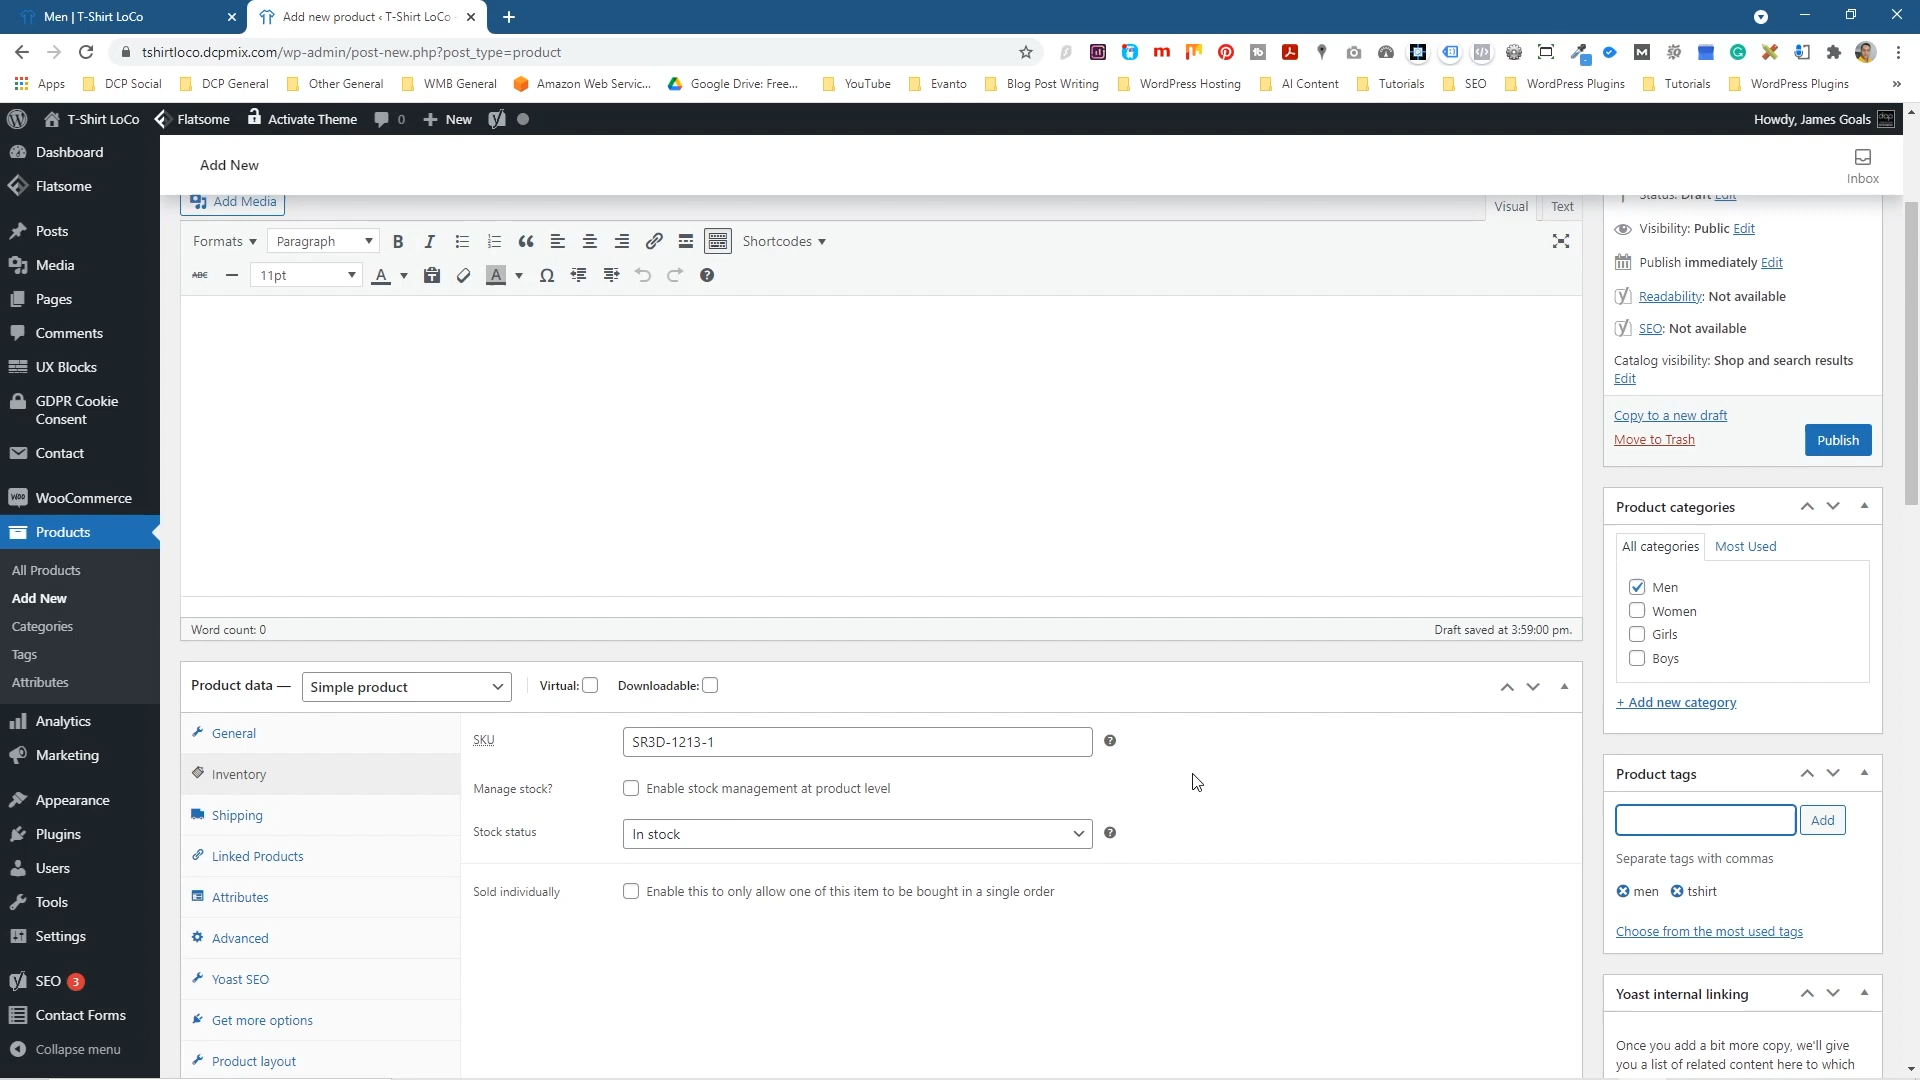 Men | T-Shirt LoCo
Add new product ‹ T-Shirt LoCo
tshirtloco.dcpmix.com/wp-admin/post-new.php?post_type=product
Apps DCP Social DCP General Other General WMB General Amazon Web Servic... Google Drive: Free... YouTube Evanto Blog Post Writing WordPress Hosting AI Content Tutorials SEO WordPress Plugins Tutorials WordPress Plugins »
T-Shirt LoCo Flatsome Activate Theme 0 New Howdy, James Goals
Dashboard
Flatsome
Posts
Media
Pages
Comments
UX Blocks
GDPR Cookie
Consent
Contact
WooCommerce
Products
All Products
Add New
Categories
Tags
Attributes
Analytics
Marketing
Appearance
Plugins
Users
Tools
Settings
SEO 3
Contact Forms
Collapse menu
Add New
Inbox
Add Media
Visual Text
Formats Paragraph B I Shortcodes
ABC 11pt A A Ω
Word count: 0
Draft saved at 3:59:00 pm.
Product data — Simple product Virtual: Downloadable:
General
Inventory
Shipping
Linked Products
Attributes
Advanced
Yoast SEO
Get more options
Product layout
SKU SR3D-1213-1
Manage stock? Enable stock management at product level
Stock status In stock
Sold individually Enable this to only allow one of this item to be bought in a single order
Status: Draft Edit
Visibility: Public Edit
Publish immediately Edit
Readability: Not available
SEO: Not available
Catalog visibility: Shop and search results
Edit
Copy to a new draft
Move to Trash
Publish
Product categories
All categories Most Used
Men
Women
Girls
Boys
+ Add new category
Product tags
Add
Separate tags with commas
men tshirt
Choose from the most used tags
Yoast internal linking
Once you add a bit more copy, we'll give
you a list of related content here to which